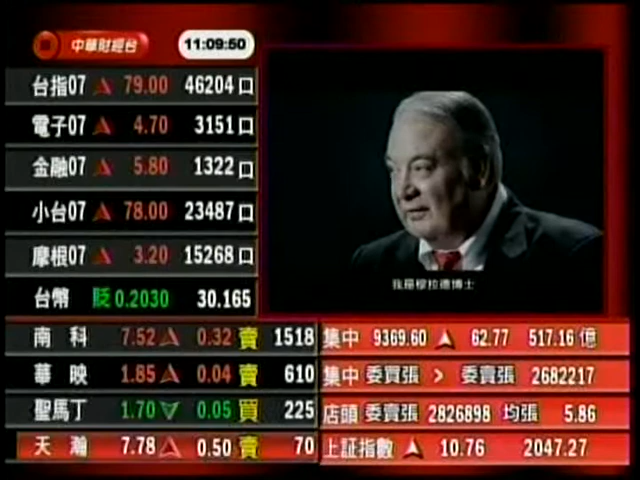 中華財經台 11:09:50
台指07 79.00 46204口
電子07 4.70 3151口
金融07 5.80 1322口
小台07 78.00 23487口
摩根07 3.20 15268口
台幣 貶0.2030 30.165
我是穆拉德博士
南科 7.52 0.32 賣 1518
華映 1.85 0.04 賣 610
聖馬丁 1.70 0.05 買 225
天瀚 7.78 0.50 賣 70
集中 9369.60 62.77 517.16 億
集中 委買張 > 委賣張 2682217
店頭 委賣張 2826898 均張 5.86
上証指數 10.76 2047.27